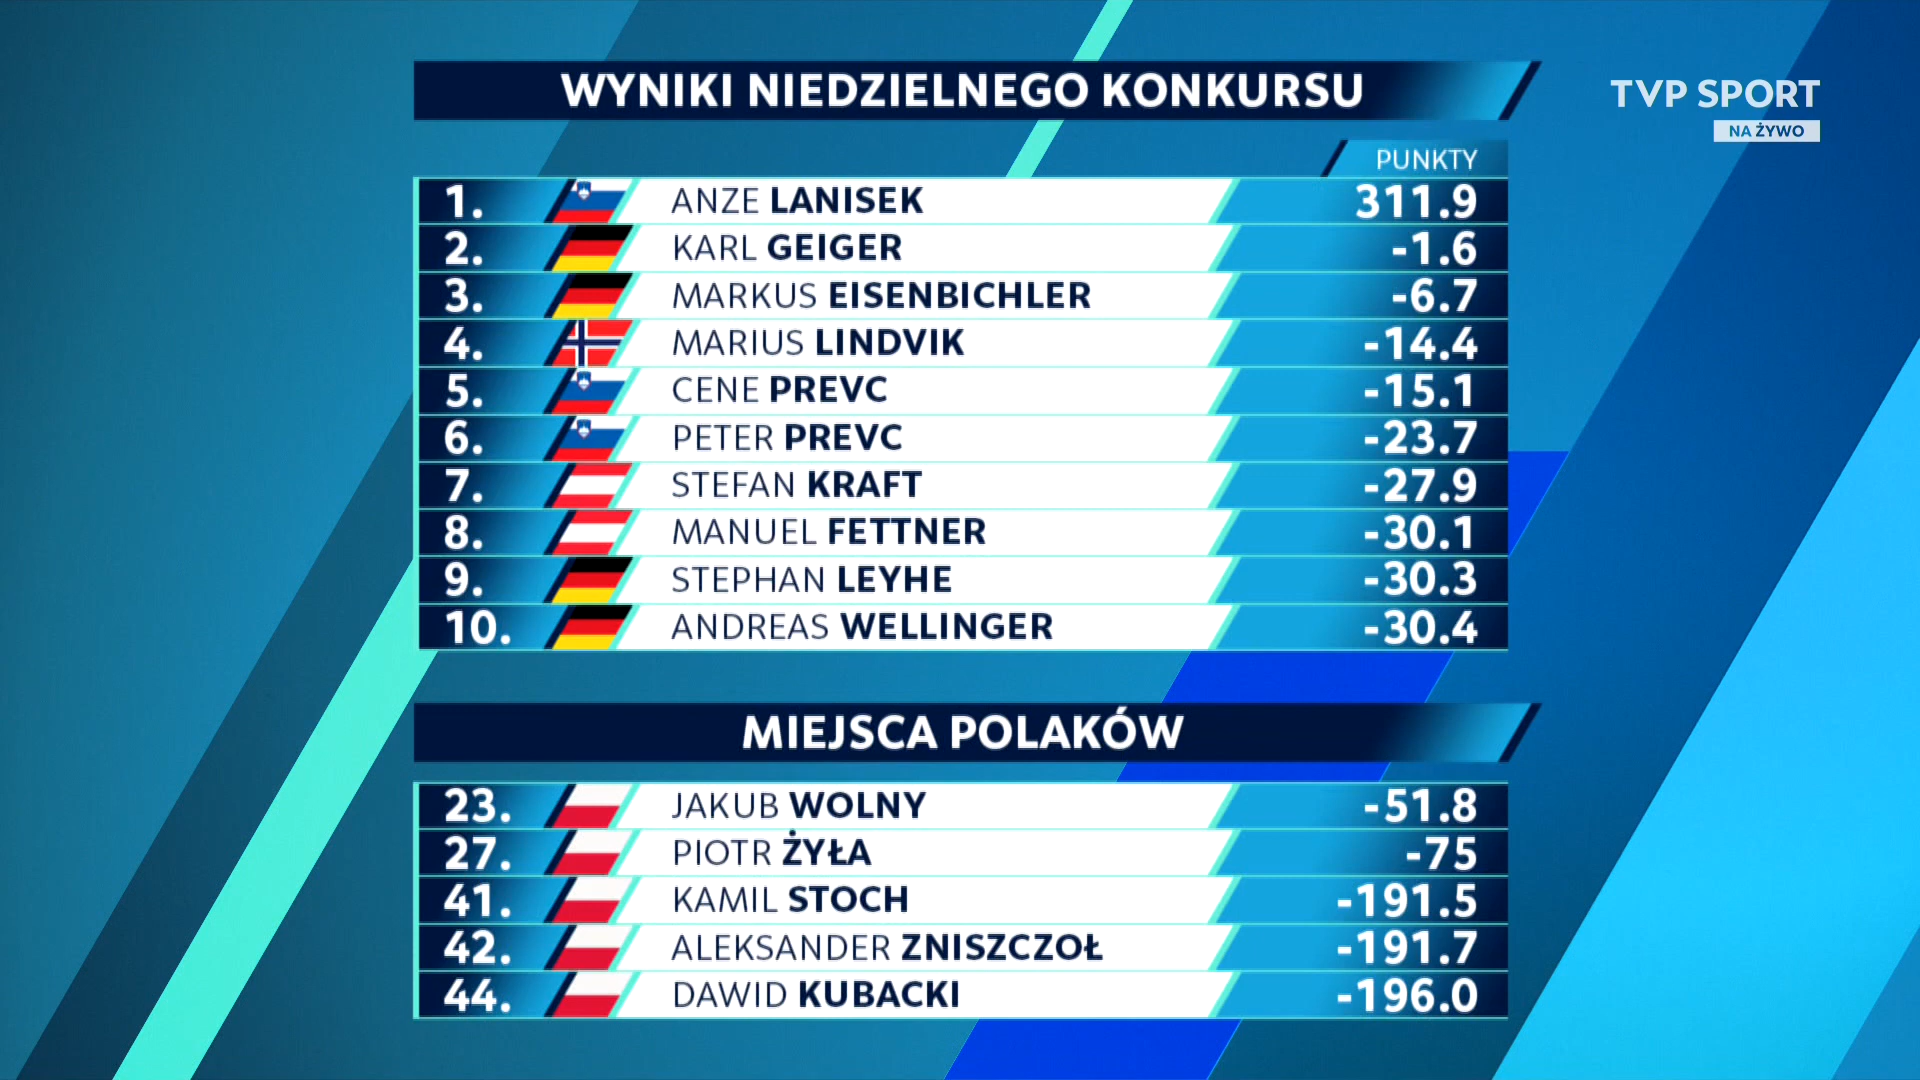 WYNIKI NIEDZIELNEGO KONKURSU
TVP SPORT
NA ŻYWO
PUNKTY
1. ANZE LANISEK 311.9
2. KARL GEIGER -1.6
3. MARKUS EISENBICHLER -6.7
4. MARIUS LINDVIK -14.4
5. CENE PREVC -15.1
6. PETER PREVC -23.7
7. STEFAN KRAFT -27.9
8. MANUEL FETTNER -30.1
9. STEPHAN LEYHE -30.3
10. ANDREAS WELLINGER -30.4
MIEJSCA POLAKÓW
23. JAKUB WOLNY -51.8
27. PIOTR ŻYŁA -75
41. KAMIL STOCH -191.5
42. ALEKSANDER ZNISZCZOŁ -191.7
44. DAWID KUBACKI -196.0